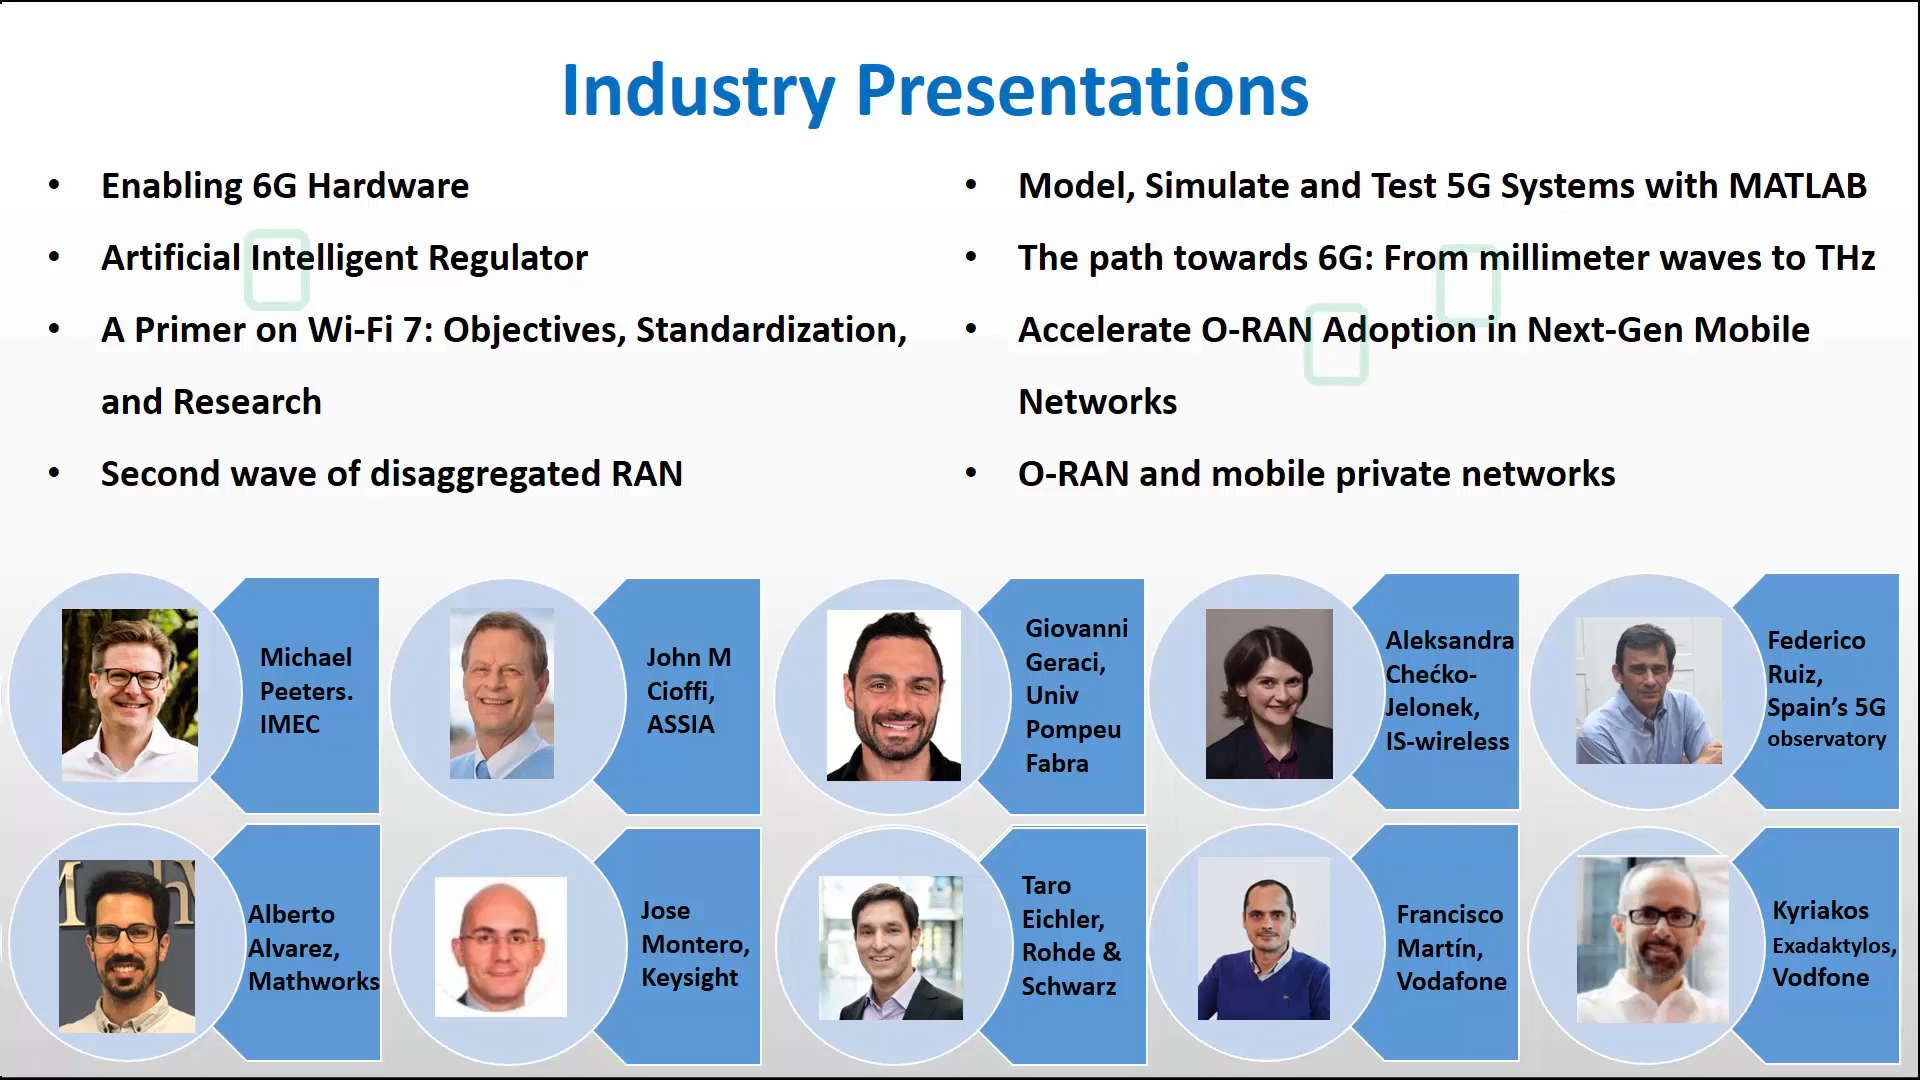 Industry Presentations
• Enabling 6G Hardware
• Artificial Intelligent Regulator
• A Primer on Wi-Fi 7: Objectives, Standardization,
and Research
• Second wave of disaggregated RAN
• Model, Simulate and Test 5G Systems with MATLAB
• The path towards 6G: From millimeter waves to THz
• Accelerate O-RAN Adoption in Next-Gen Mobile
Networks
• O-RAN and mobile private networks
Michael
Peeters.
IMEC
John M
Cioffi,
ASSIA
Giovanni
Geraci,
Univ
Pompeu
Fabra
Aleksandra
Chećko-
Jelonek,
IS-wireless
Federico
Ruiz,
Spain’s 5G
observatory
Alberto
Alvarez,
Mathworks
Jose
Montero,
Keysight
Taro
Eichler,
Rohde &
Schwarz
Francisco
Martín,
Vodafone
Kyriakos
Exadaktylos,
Vodfone